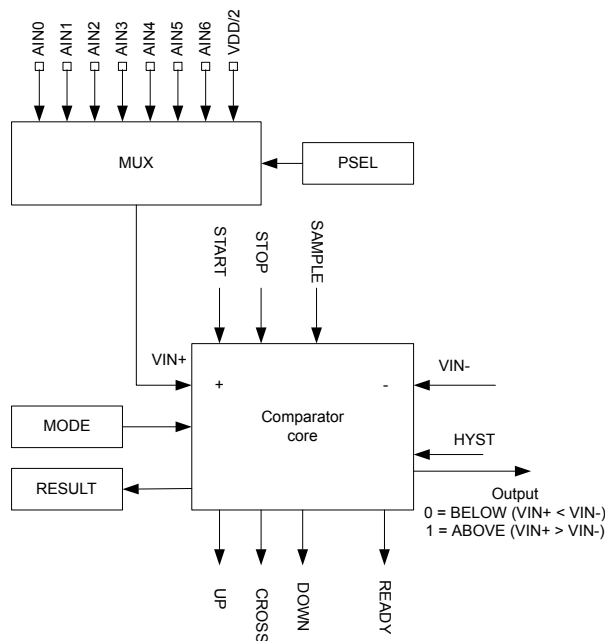 AIN0
AIN1
AIN2
AIN3
AIN4
AIN5
AIN6
VDD/2
MUX
PSEL
START
STOP
SAMPLE
VIN+
VIN-
+
-
MODE
Comparator
core
HYST
RESULT
Output
0 = BELOW (VIN+ < VIN-)
1 = ABOVE (VIN+ > VIN-)
UP
CROSS
DOWN
READY